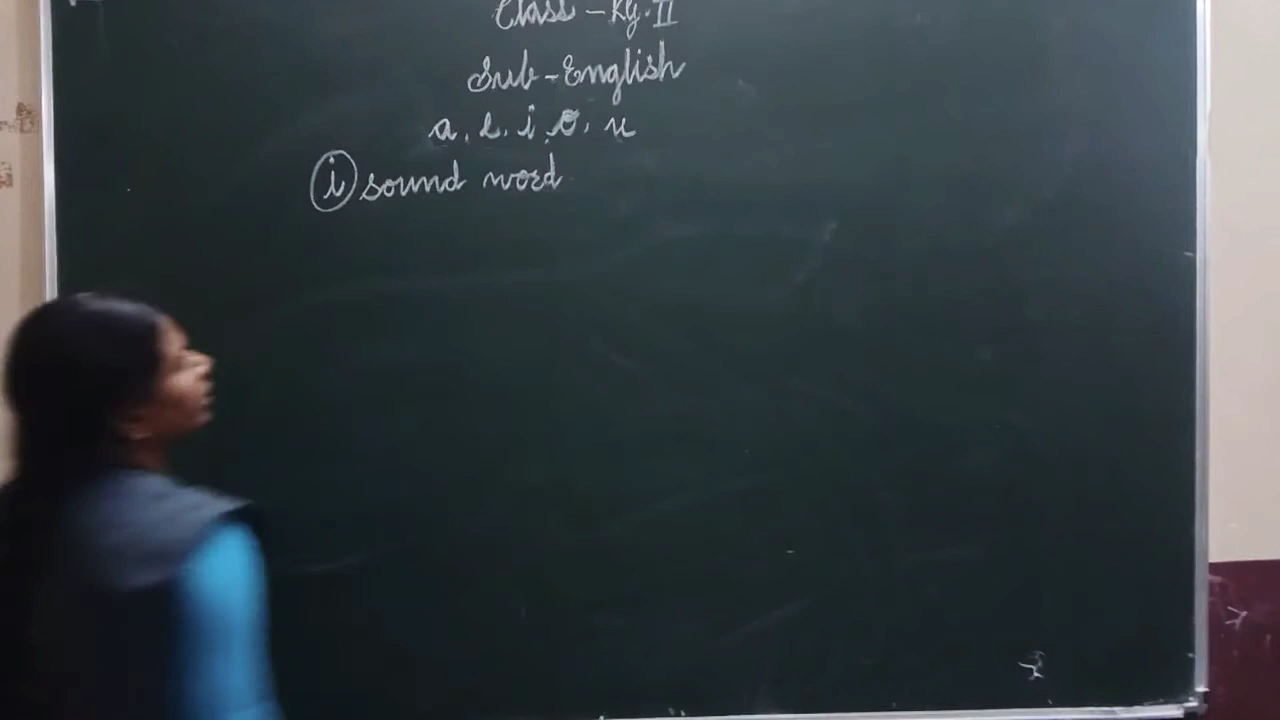 Class - KG.II
Sub - English
a, e, i, o, u
i sound word